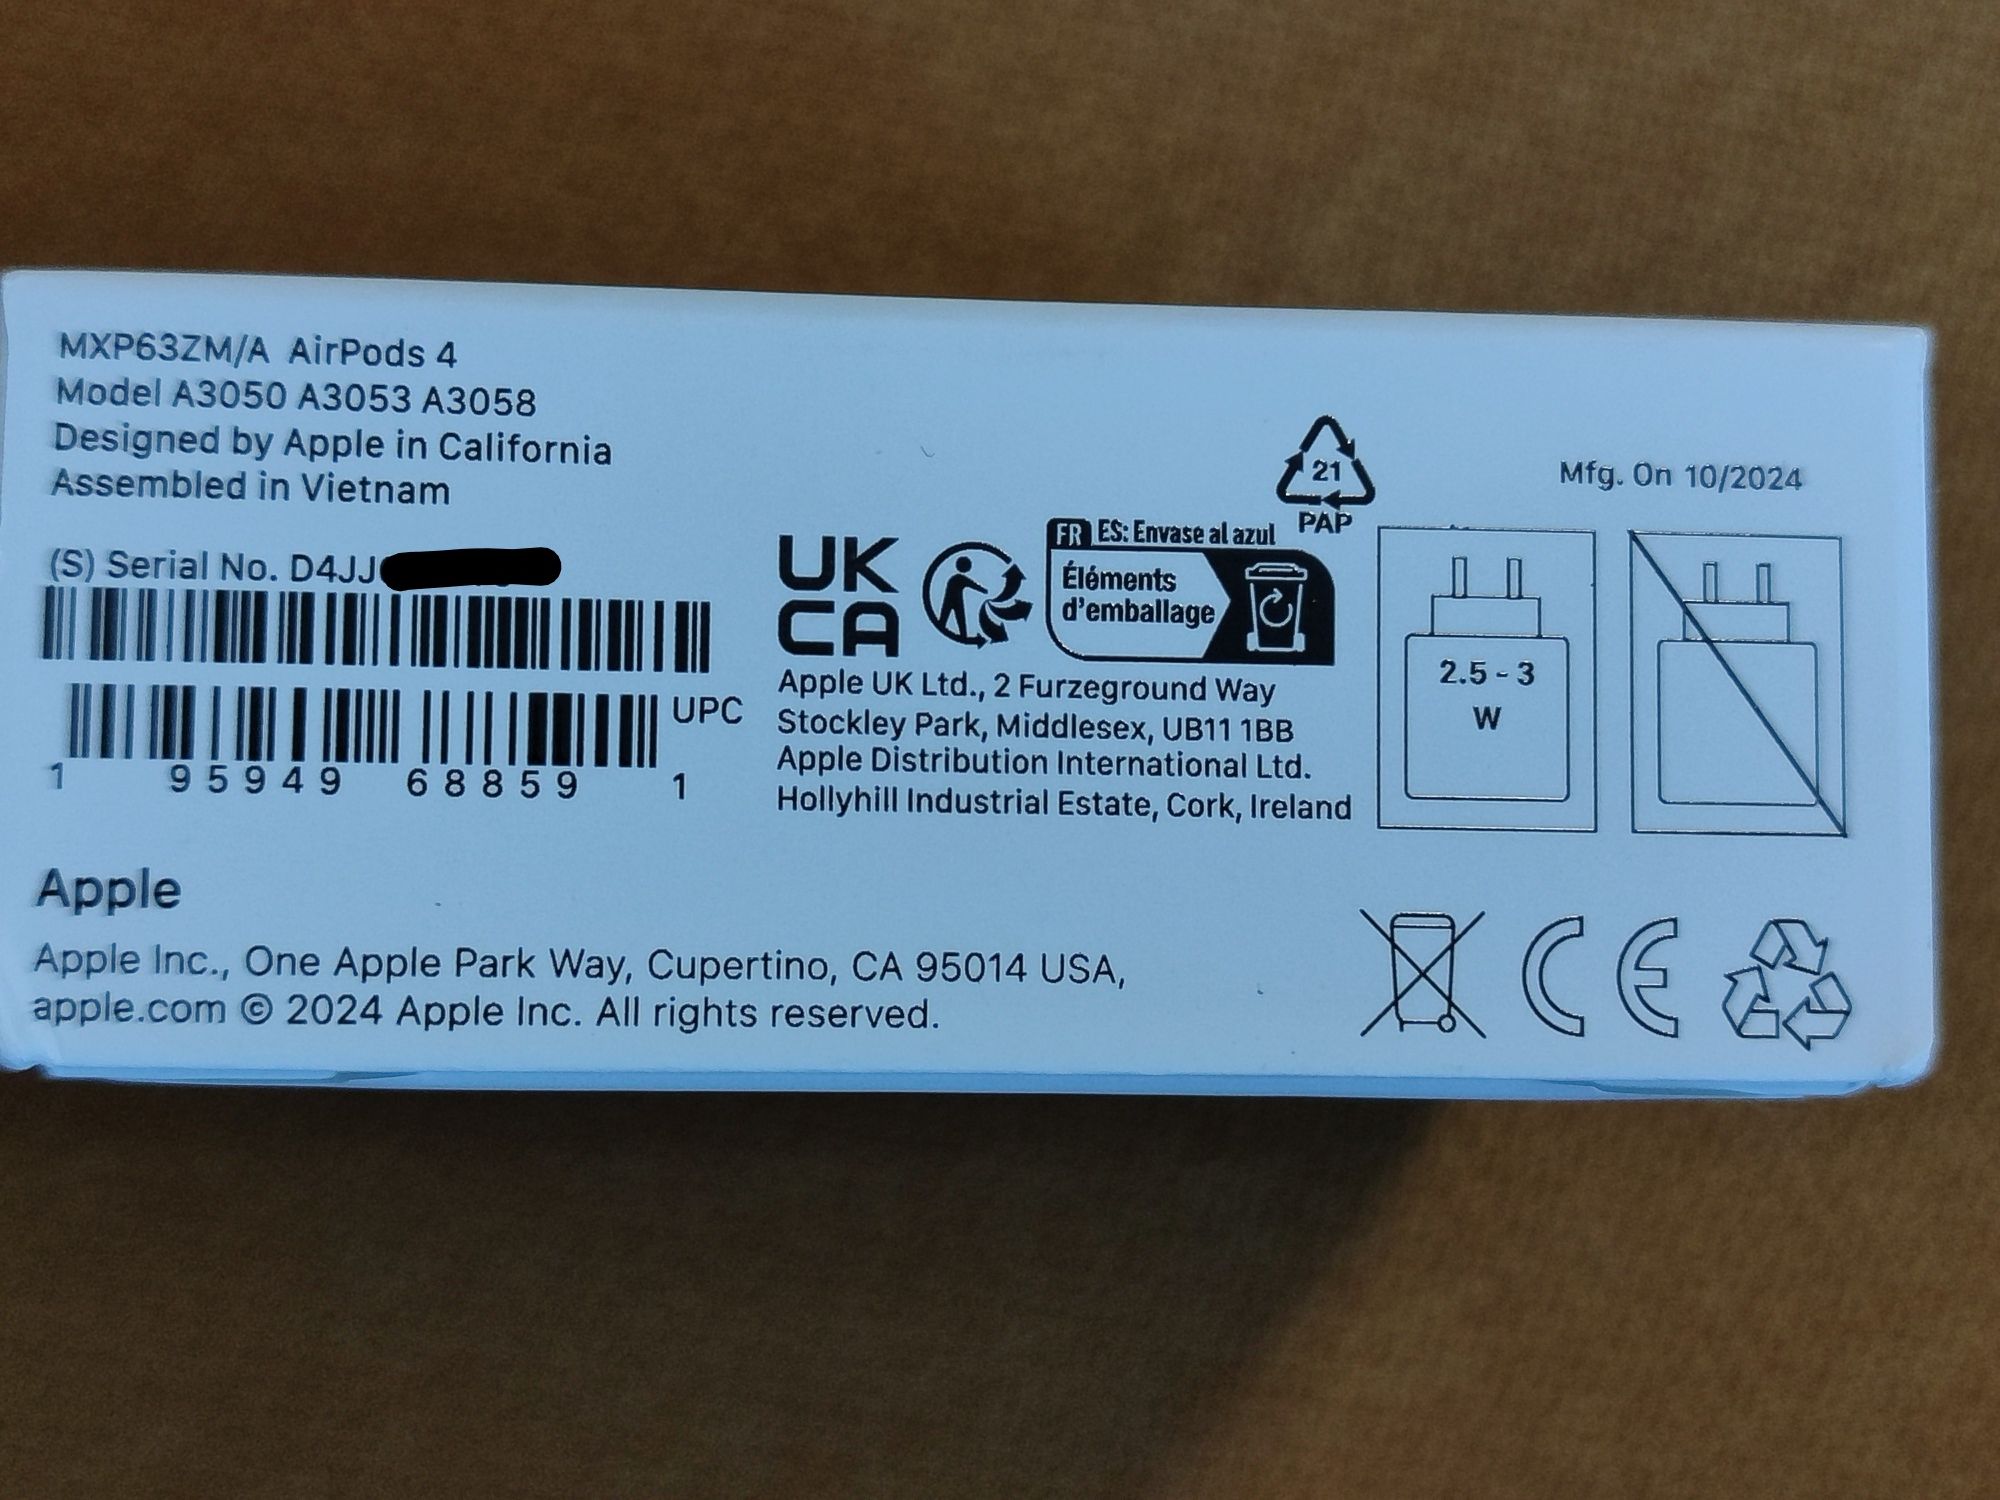 MXP63ZM/A AirPods 4
Model A3050 A3053 A3058
Designed by Apple in California
Assembled in Vietnam
(S) Serial No. D4JJ
UPC
1 95949 68859 1
UK
CA
FR ES: Envase al azul
Éléments
d'emballage
21
PAP
Apple UK Ltd., 2 Furzeground Way
Stockley Park, Middlesex, UB11 1BB
Apple Distribution International Ltd.
Hollyhill Industrial Estate, Cork, Ireland
Mfg. On 10/2024
2.5 - 3
W
Apple
Apple Inc., One Apple Park Way, Cupertino, CA 95014 USA,
apple.com © 2024 Apple Inc. All rights reserved.
CE